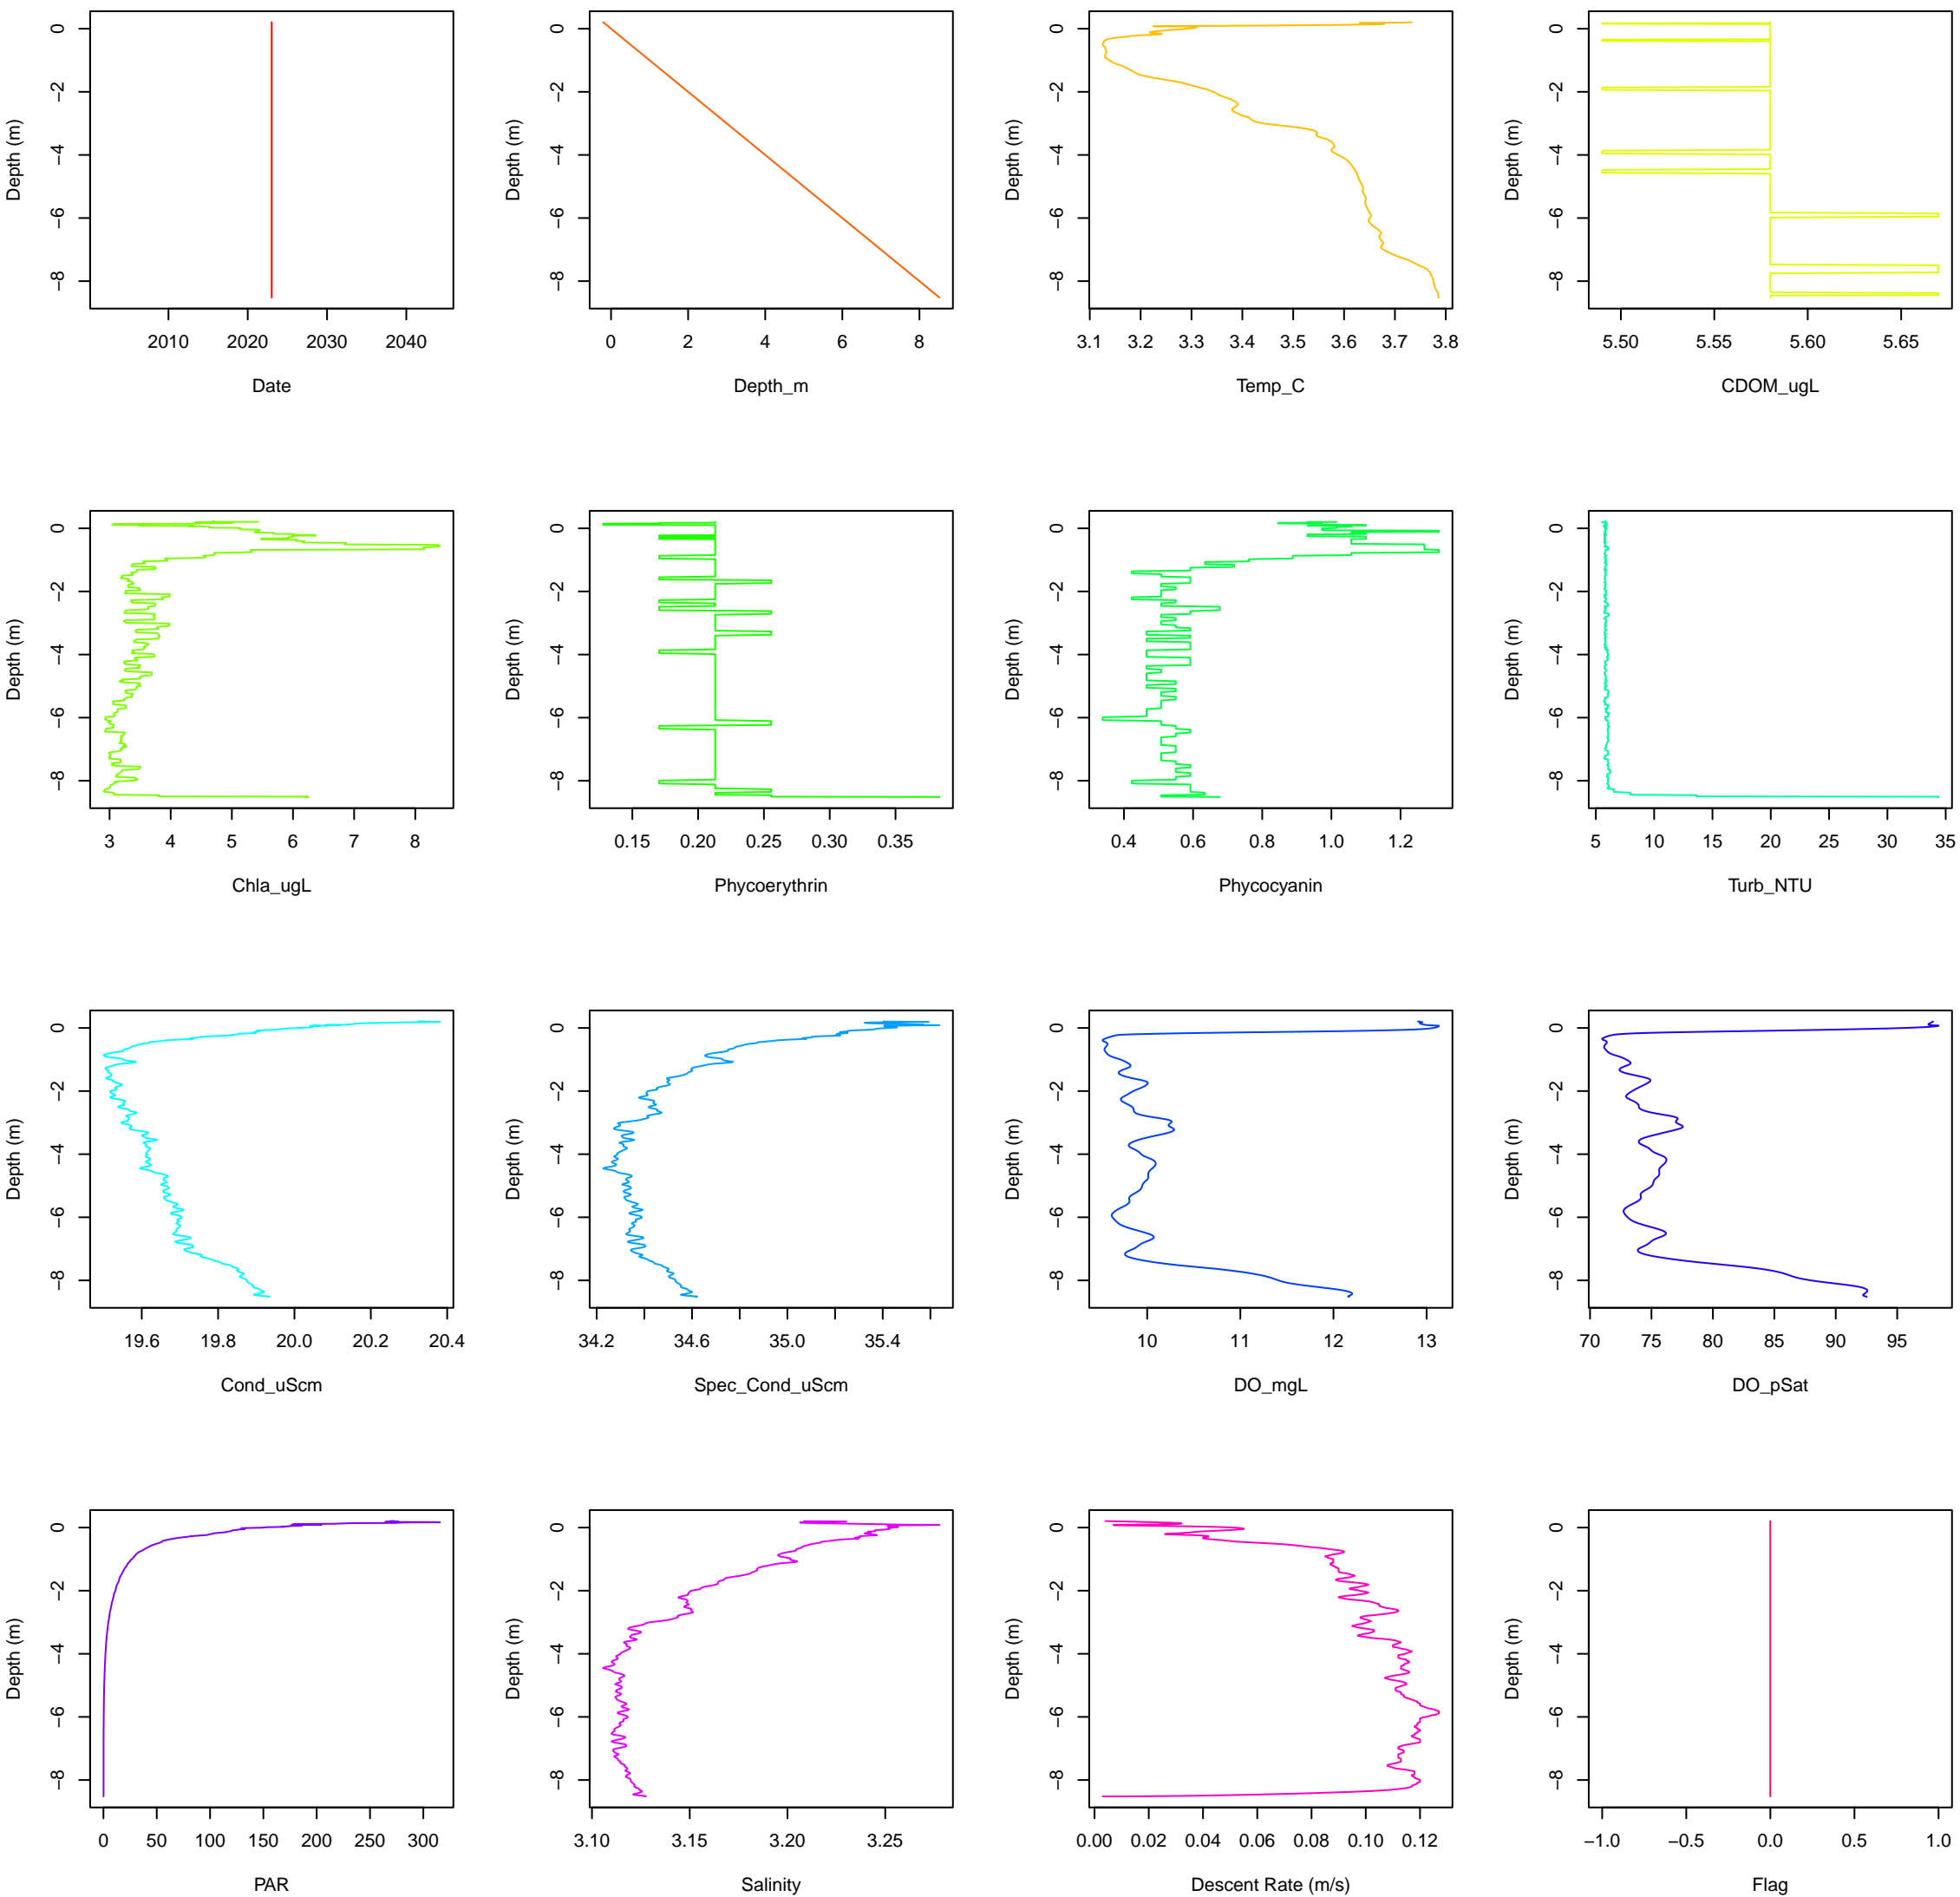 0
−2
−4
−6
−8
Depth (m)
2010 2020 2030 2040
Date
0
−2
−4
−6
−8
Depth (m)
0 2 4 6 8
Depth_m
0
−2
−4
−6
−8
Depth (m)
3.1 3.2 3.3 3.4 3.5 3.6 3.7 3.8
Temp_C
0
−2
−4
−6
−8
Depth (m)
5.50 5.55 5.60 5.65
CDOM_ugL
0
−2
−4
−6
−8
Depth (m)
3 4 5 6 7 8
Chla_ugL
0
−2
−4
−6
−8
Depth (m)
0.15 0.20 0.25 0.30 0.35
Phycoerythrin
0
−2
−4
−6
−8
Depth (m)
0.4 0.6 0.8 1.0 1.2
Phycocyanin
0
−2
−4
−6
−8
Depth (m)
5 10 15 20 25 30 35
Turb_NTU
0
−2
−4
−6
−8
Depth (m)
19.6 19.8 20.0 20.2 20.4
Cond_uScm
0
−2
−4
−6
−8
Depth (m)
34.2 34.6 35.0 35.4
Spec_Cond_uScm
0
−2
−4
−6
−8
Depth (m)
10 11 12 13
DO_mgL
0
−2
−4
−6
−8
Depth (m)
70 75 80 85 90 95
DO_pSat
0
−2
−4
−6
−8
Depth (m)
0 50 100 150 200 250 300
PAR
0
−2
−4
−6
−8
Depth (m)
3.10 3.15 3.20 3.25
Salinity
0
−2
−4
−6
−8
Depth (m)
0.00 0.02 0.04 0.06 0.08 0.10 0.12
Descent Rate (m/s)
0
−2
−4
−6
−8
Depth (m)
−1.0 −0.5 0.0 0.5 1.0
Flag